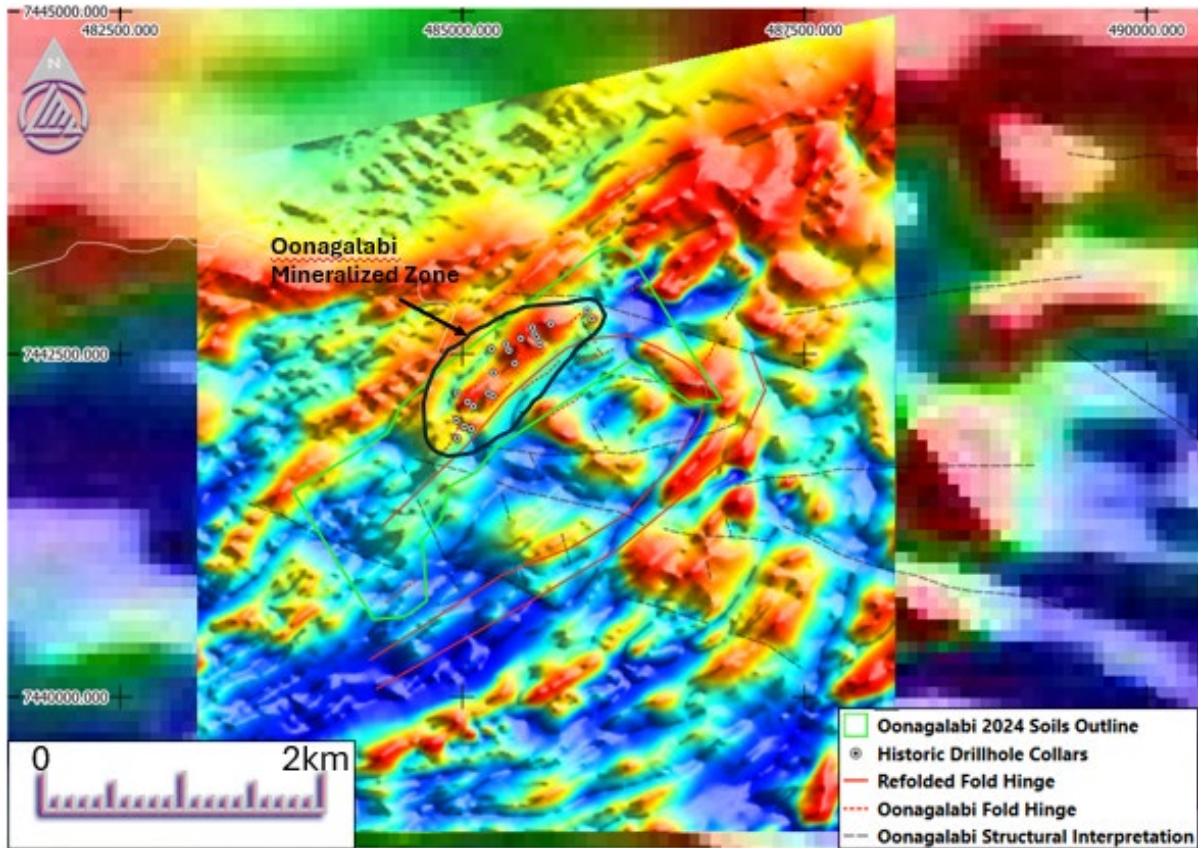 7445000.000
482500.000
485000.000
487500.000
490000.000
N
Oonagalabi
Mineralized Zone
7442500.000
7440000.000
0 2km
Oonagalabi 2024 Soils Outline
Historic Drillhole Collars
Refolded Fold Hinge
Oonagalabi Fold Hinge
Oonagalabi Structural Interpretation